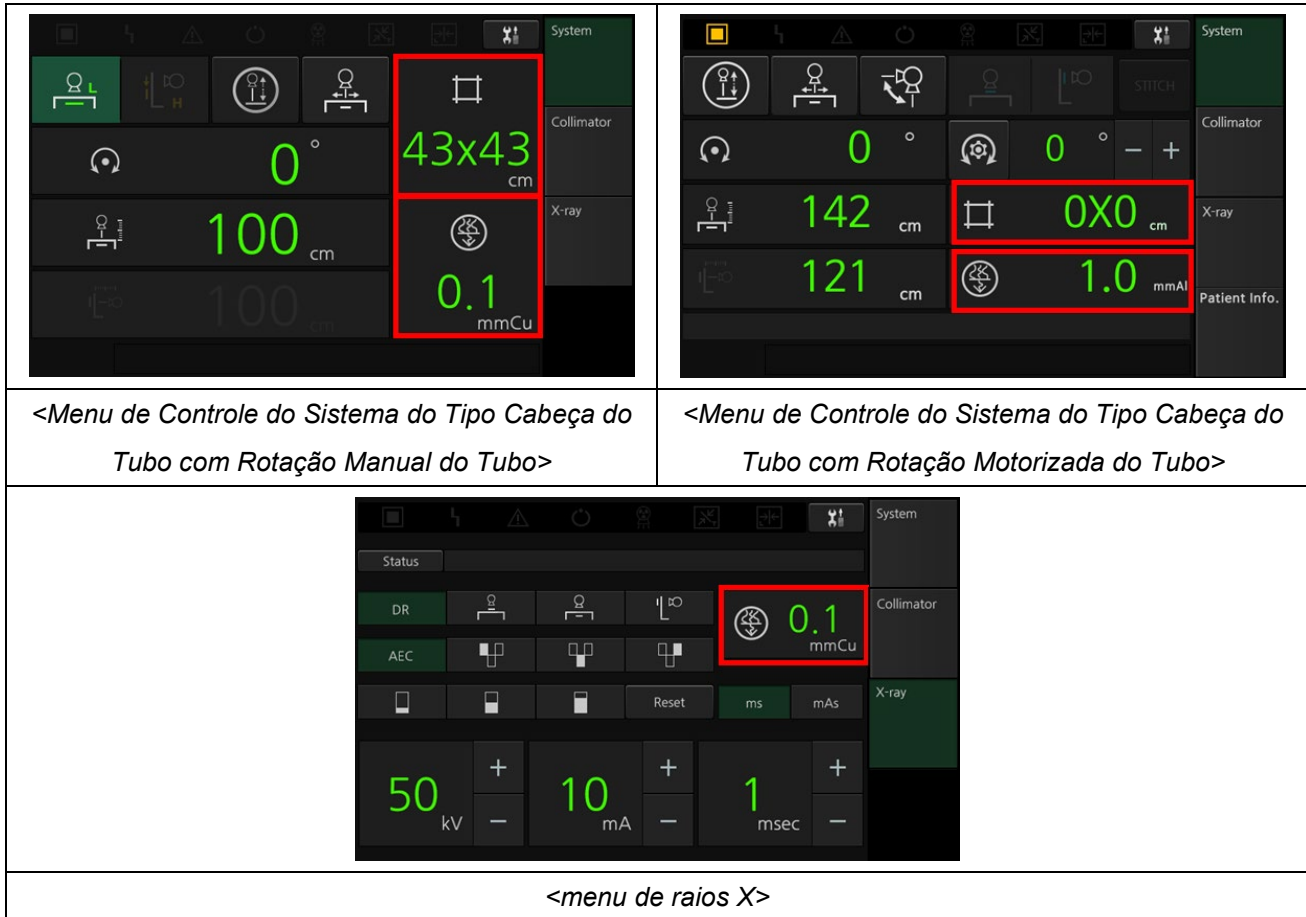 System
L
H
43x43
cm
Collimator
0 °
X-ray
100 cm
0.1
mmCu
100 cm
System
STITCH
Collimator
0 ° 0 ° − +
142 cm 0X0 cm
X-ray
121 cm 1.0 mmAl
Patient Info.
<Menu de Controle do Sistema do Tipo Cabeça do
Tubo com Rotação Manual do Tubo>
<Menu de Controle do Sistema do Tipo Cabeça do
Tubo com Rotação Motorizada do Tubo>
System
Status
DR
0.1
mmCu
Collimator
AEC
Reset ms mAs
X-ray
50 kV + −
10 mA + −
1 msec + −
<menu de raios X>